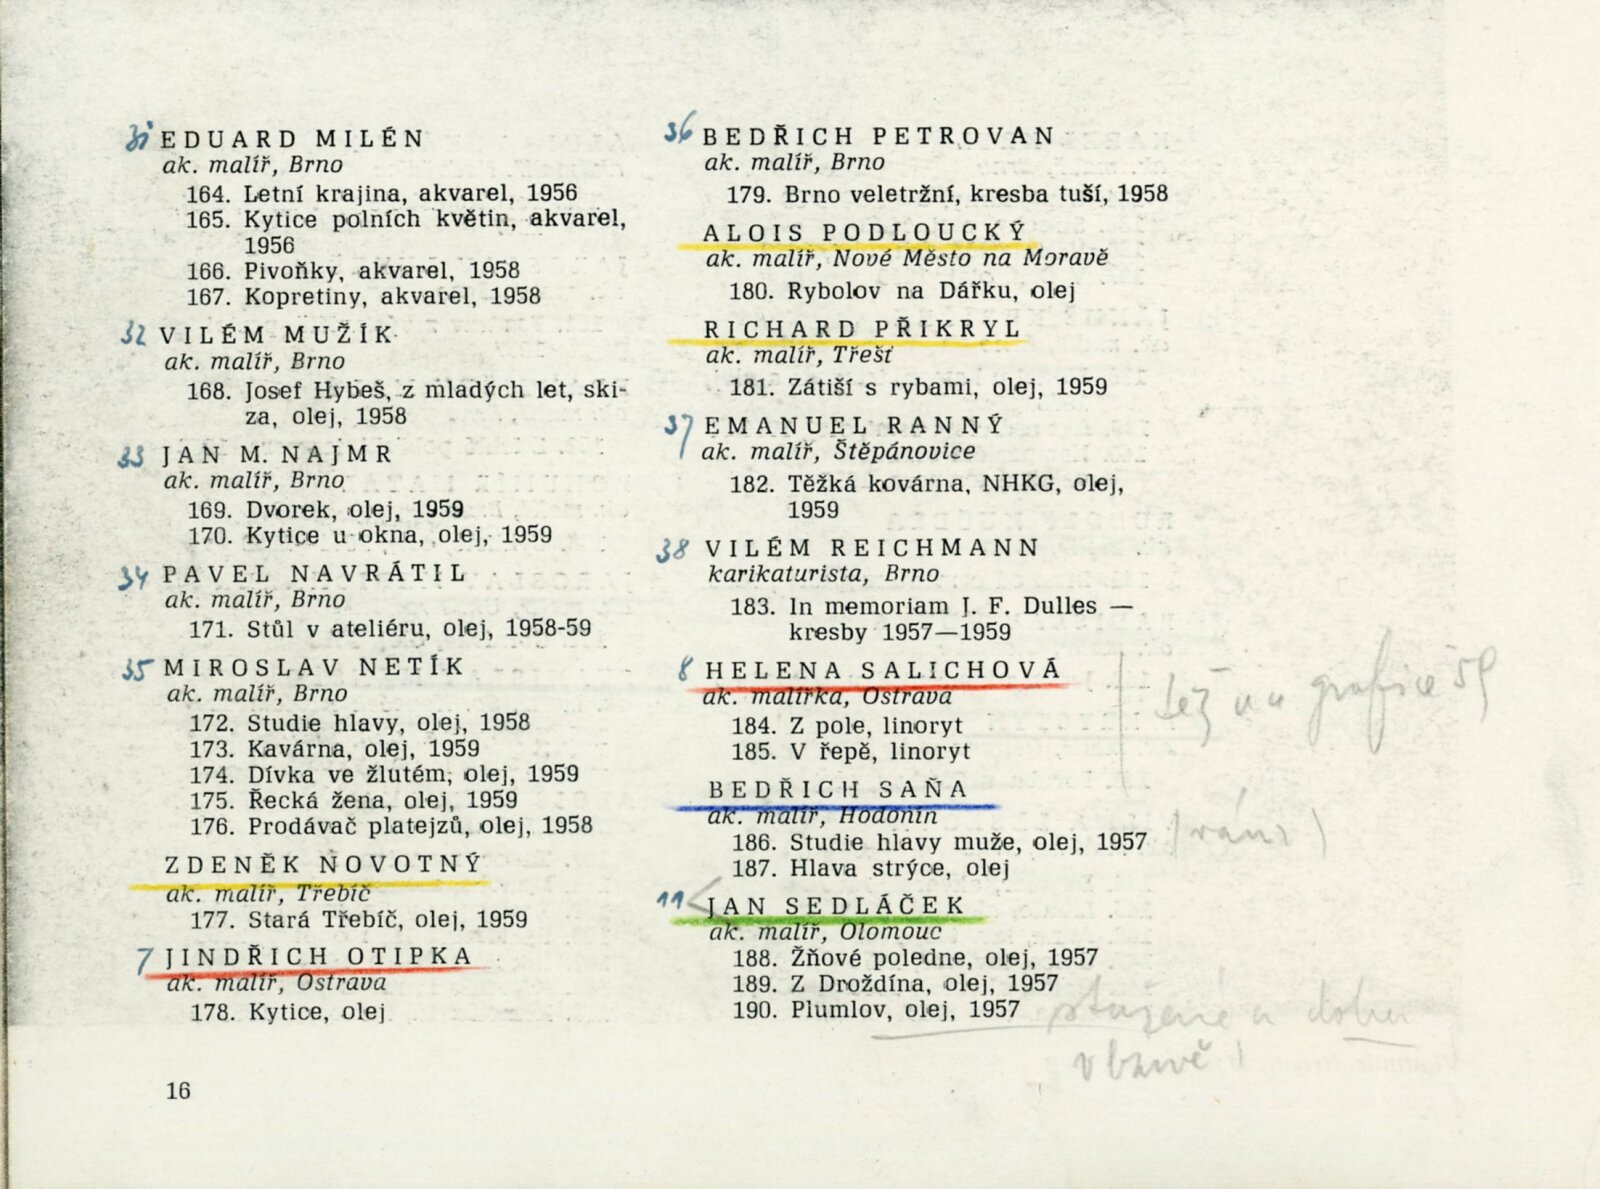 31 EDUARD MILÉN
ak. malíř, Brno
164. Letní krajina, akvarel, 1956
165. Kytice polních květin, akvarel,
1956
166. Pivoňky, akvarel, 1958
167. Kopretiny, akvarel, 1958
32 VILÉM MUŽÍK
ak. malíř, Brno
168. Josef Hybeš, z mladých let, ski-
za, olej, 1958
33 JAN M. NAJMR
ak. malíř, Brno
169. Dvorek, olej, 1959
170. Kytice u okna, olej, 1959
34 PAVEL NAVRÁTIL
ak. malíř, Brno
171. Stůl v ateliéru, olej, 1958-59
35 MIROSLAV NETÍK
ak. malíř, Brno
172. Studie hlavy, olej, 1958
173. Kavárna, olej, 1959
174. Dívka ve žlutém, olej, 1959
175. Řecká žena, olej, 1959
176. Prodávač platejzů, olej, 1958
ZDENĚK NOVOTNÝ
ak. malíř, Třebíč
177. Stará Třebíč, olej, 1959
7 JINDŘICH OTIPKA
ak. malíř, Ostrava
178. Kytice, olej
16
36 BEDŘICH PETROVAN
ak. malíř, Brno
179. Brno veletržní, kresba tuší, 1958
ALOIS PODLOUCKÝ
ak. malíř, Nové Město na Moravě
180. Rybolov na Dářku, olej
RICHARD PŘIKRYL
ak. malíř, Třešť
181. Zátiší s rybami, olej, 1959
37 EMANUEL RANNÝ
ak. malíř, Štěpánovice
182. Těžká kovárna, NHKG, olej,
1959
38 VILÉM REICHMANN
karikaturista, Brno
183. In memoriam J. F. Dulles —
kresby 1957—1959
8 HELENA SALICHOVÁ
ak. malířka, Ostrava
184. Z pole, linoryt
185. V řepě, linoryt
BEDŘICH SAŇA
ak. malíř, Hodonín
186. Studie hlavy muže, olej, 1957
187. Hlava strýce, olej
11 JAN SEDLÁČEK
ak. malíř, Olomouc
188. Žňové poledne, olej, 1957
189. Z Droždína, olej, 1957
190. Plumlov, olej, 1957
grafice 59